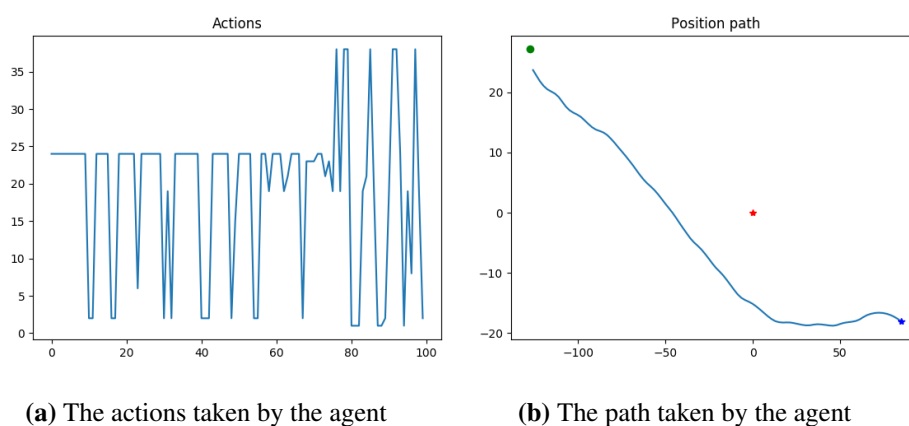 Actions
35
30
25
20
15
10
5
0
0 20 40 60 80 100
Position path
20
10
0
−10
−20
−100 −50 0 50
(a) The actions taken by the agent
(b) The path taken by the agent